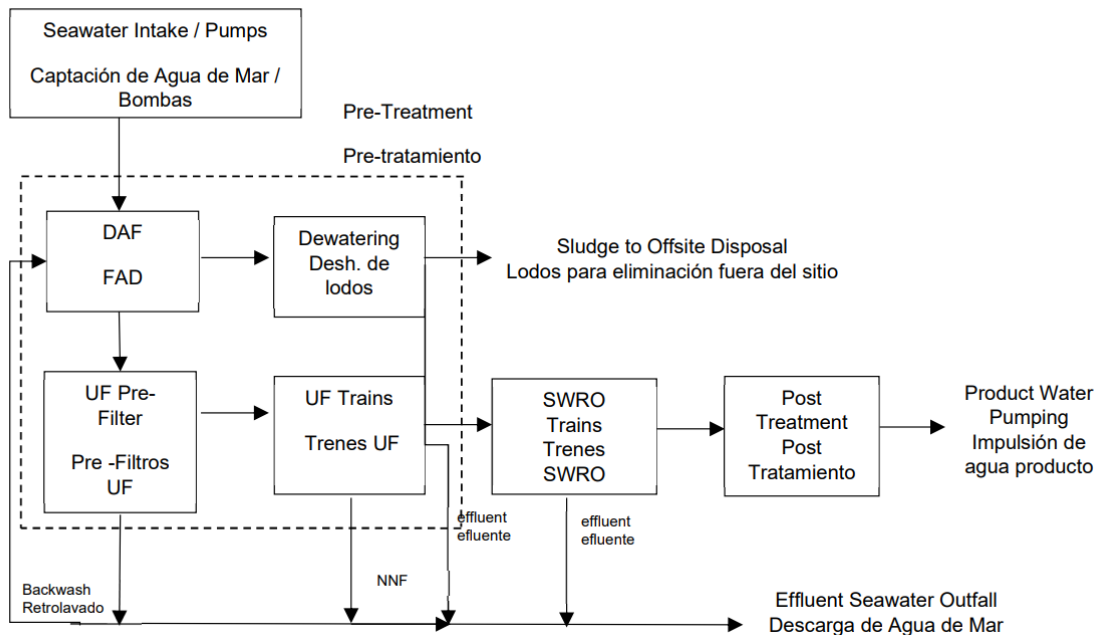 Seawater Intake / Pumps
Captación de Agua de Mar /
Bombas
Pre-Treatment
Pre-tratamiento
DAF
FAD
Dewatering
Desh. de
lodos
Sludge to Offsite Disposal
Lodos para eliminación fuera del sitio
UF Pre-
Filter
Pre -Filtros
UF
UF Trains
Trenes UF
SWRO
Trains
Trenes
SWRO
Post
Treatment
Post
Tratamiento
Product Water
Pumping
Impulsión de
agua producto
effluent
efluente
effluent
efluente
Backwash
Retrolavado
NNF
Effluent Seawater Outfall
Descarga de Agua de Mar